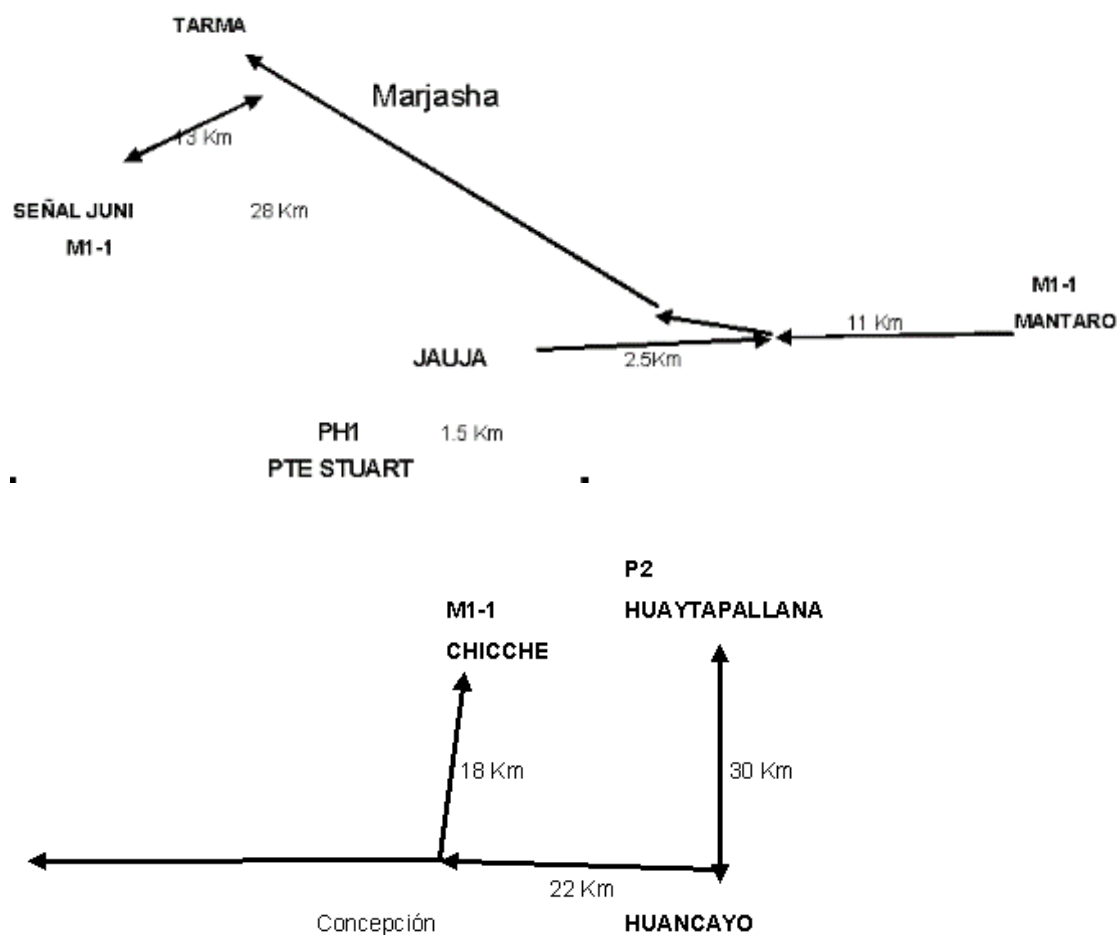 TARMA
Marjasha
13 Km
SEÑAL JUNI
28 Km
M1-1
M1-1
MANTARO
11 Km
JAUJA
2.5Km
PH1
1.5 Km
PTE STUART
P2
HUAYTAPALLANA
M1-1
CHICCHE
18 Km
30 Km
22 Km
Concepción
HUANCAYO